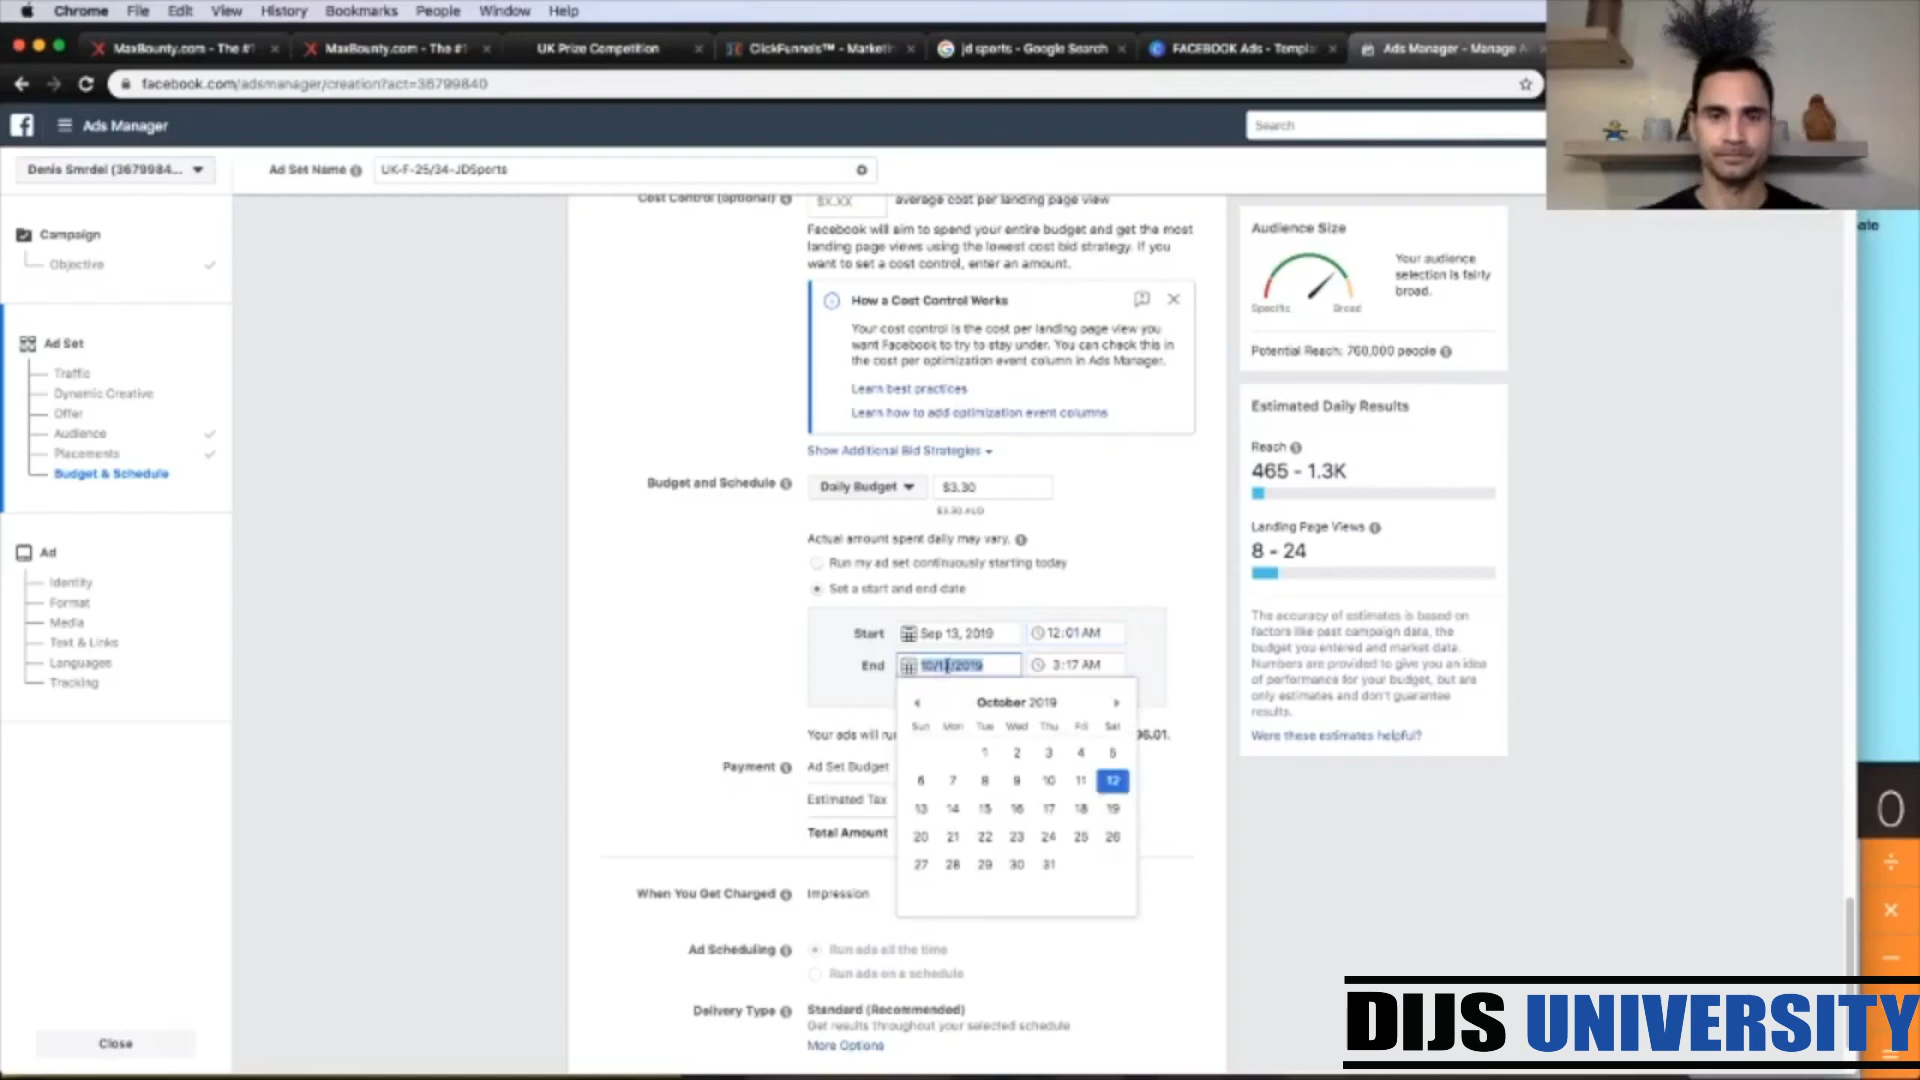 Chrome File Edit View History Bookmarks People Window Help
MaxBounty.com - The #1
MaxBounty.com - The #1
UK Prize Competition
ClickFunnels™ - Marketin
jd sports - Google Search
FACEBOOK Ads - Templa
Ads Manager - Manage A
facebook.com/adsmanager/creation?act=36799840
Ads Manager
Search
Denis Smrdel (3679984...
Ad Set Name
UK-F-25/34-JDSports
Campaign
Objective
Ad Set
Traffic
Dynamic Creative
Offer
Audience
Placements
Budget & Schedule
Ad
Identity
Format
Media
Text & Links
Languages
Tracking
Close
Cost Control (optional)
$X.XX
average cost per landing page view
Facebook will aim to spend your entire budget and get the most
landing page views using the lowest cost bid strategy. If you
want to set a cost control, enter an amount.
How a Cost Control Works
Your cost control is the cost per landing page view you
want Facebook to try to stay under. You can check this in
the cost per optimization event column in Ads Manager.
Learn best practices
Learn how to add optimization event columns
Show Additional Bid Strategies
Budget and Schedule
Daily Budget
$3.30
$3.30 AUD
Actual amount spent daily may vary.
Run my ad set continuously starting today
Set a start and end date
Start
Sep 13, 2019
12:01 AM
End
3:17 AM
October 2019
Sun Mon Tue Wed Thu Fri Sat
1 2 3 4 5
6 7 8 9 10 11 12
13 14 15 16 17 18 19
20 21 22 23 24 25 26
27 28 29 30 31
Your ads will
96.01.
Payment
Ad Set Budget
Estimated Tax
Total Amount
When You Get Charged
Impression
Ad Scheduling
Run ads all the time
Run ads on a schedule
Delivery Type
Standard (Recommended)
Get results throughout your selected schedule
More Options
Audience Size
Specific
Broad
Your audience
selection is fairly
broad.
Potential Reach: 760,000 people
Estimated Daily Results
Reach
465 - 1.3K
Landing Page Views
8 - 24
The accuracy of estimates is based on
factors like past campaign data, the
budget you entered and market data.
Numbers are provided to give you an idea
of performance for your budget, but are
only estimates and don't guarantee
results.
Were these estimates helpful?
0
÷
×
−
=
DIJS UNIVERSITY